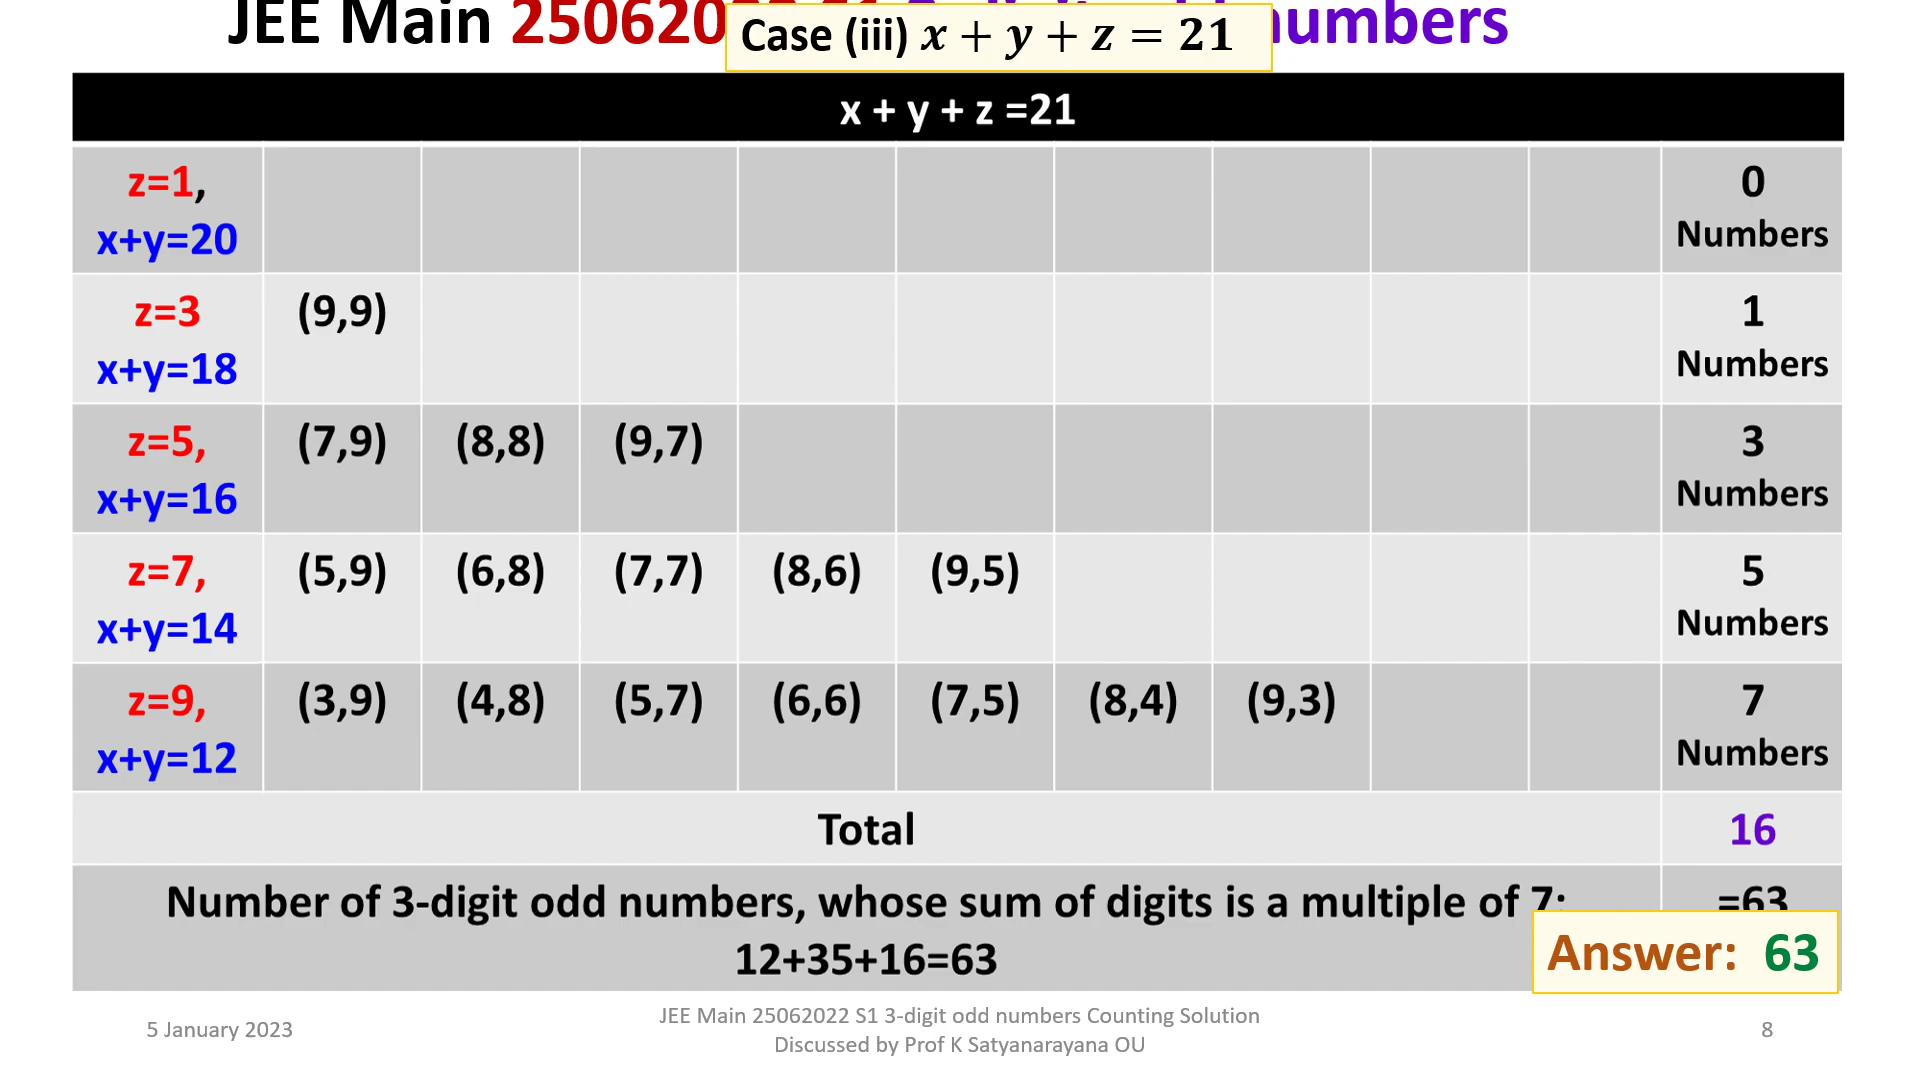 JEE Main 250620
Case (iii) x + y + z = 21
numbers
x + y + z =21
z=1,
x+y=20
0
Numbers
z=3
x+y=18
(9,9)
1
Numbers
z=5,
x+y=16
(7,9) (8,8) (9,7)
3
Numbers
z=7,
x+y=14
(5,9) (6,8) (7,7) (8,6) (9,5)
5
Numbers
z=9,
x+y=12
(3,9) (4,8) (5,7) (6,6) (7,5) (8,4) (9,3)
7
Numbers
Total 16
Number of 3-digit odd numbers, whose sum of digits is a multiple of 7: =63
12+35+16=63
Answer: 63
5 January 2023
JEE Main 25062022 S1 3-digit odd numbers Counting Solution
Discussed by Prof K Satyanarayana OU
8